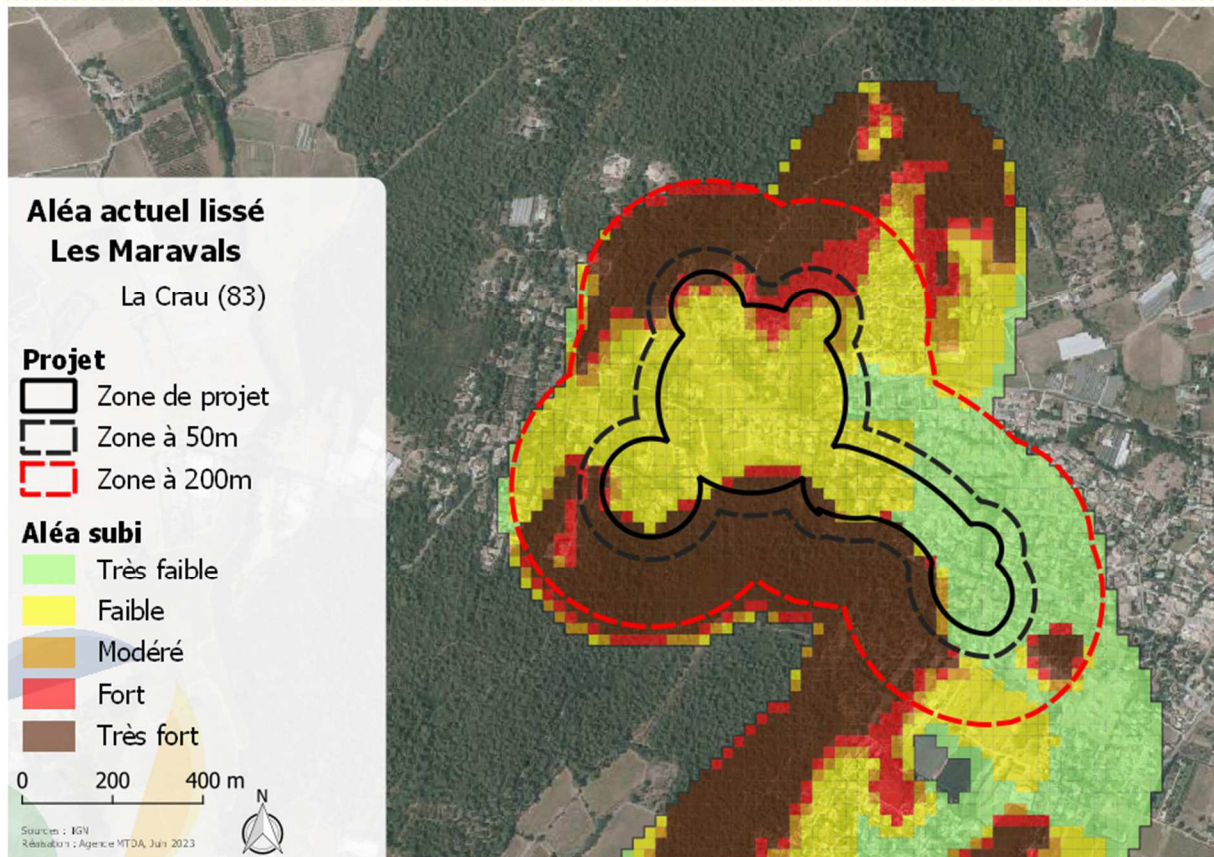 Aléa actuel lissé
Les Maravals
La Crau (83)
Projet
Zone de projet
Zone à 50m
Zone à 200m
Aléa subi
Très faible
Faible
Modéré
Fort
Très fort
0 200 400 m
N
Sources : IGN
Réalisation : Agence MTDA, Juin 2023